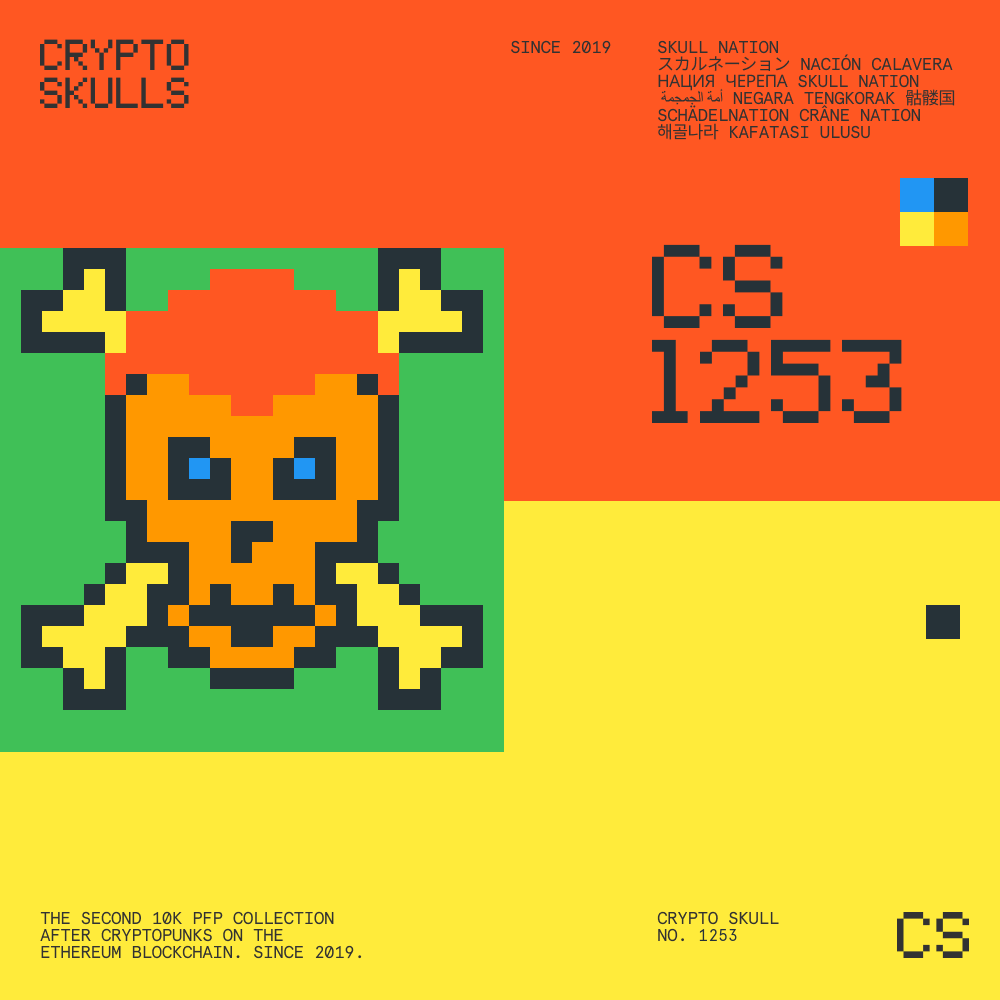 CRYPTO
SKULLS
SINCE 2019
SKULL NATION
スカルネーション NACIÓN CALAVERA
НАЦИЯ ЧЕРЕПА SKULL NATION
أمة الجمجمة NEGARA TENGKORAK 骷髅国
SCHÄDELNATION CRÂNE NATION
해골나라 KAFATASI ULUSU
CS
1253
THE SECOND 10K PFP COLLECTION
AFTER CRYPTOPUNKS ON THE
ETHEREUM BLOCKCHAIN. SINCE 2019.
CRYPTO SKULL
NO. 1253
CS